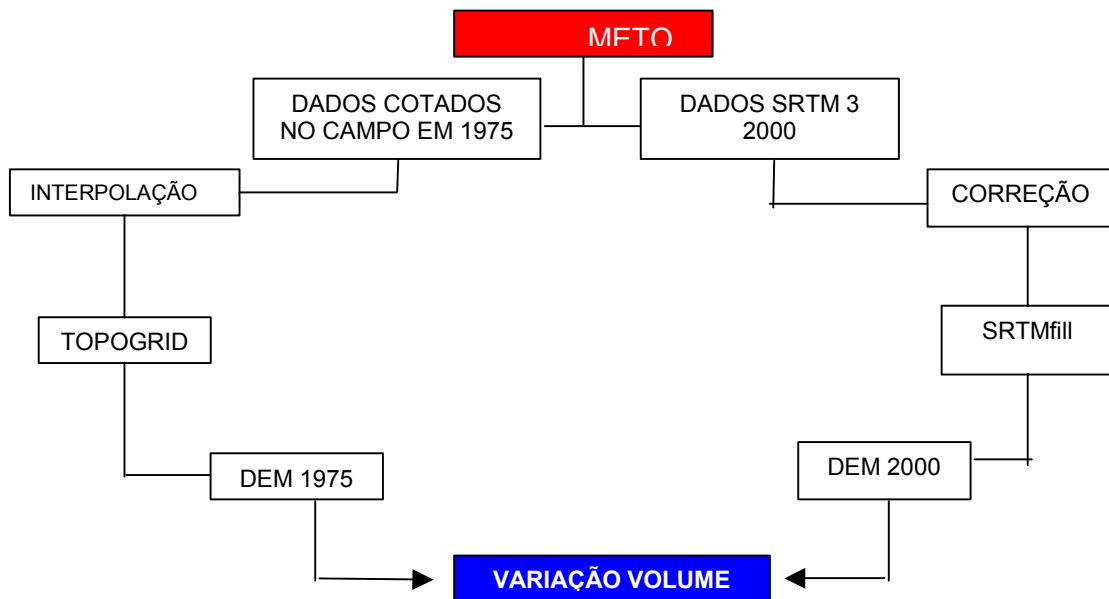 METO
DADOS COTADOS
NO CAMPO EM 1975
DADOS SRTM 3
2000
INTERPOLAÇÃO
CORREÇÃO
TOPOGRID
SRTMfill
DEM 1975
DEM 2000
VARIAÇÃO VOLUME